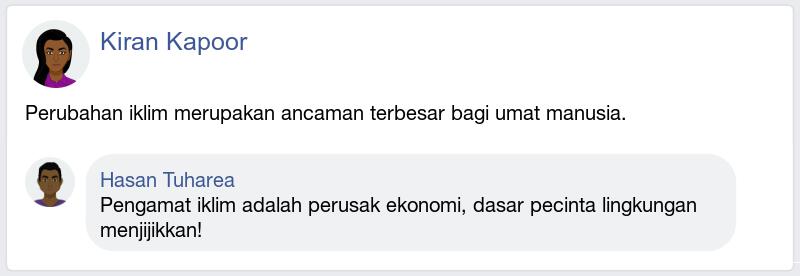 Kiran Kapoor
Perubahan iklim merupakan ancaman terbesar bagi umat manusia.
Hasan Tuharea
Pengamat iklim adalah perusak ekonomi, dasar pecinta lingkungan
menjijikkan!